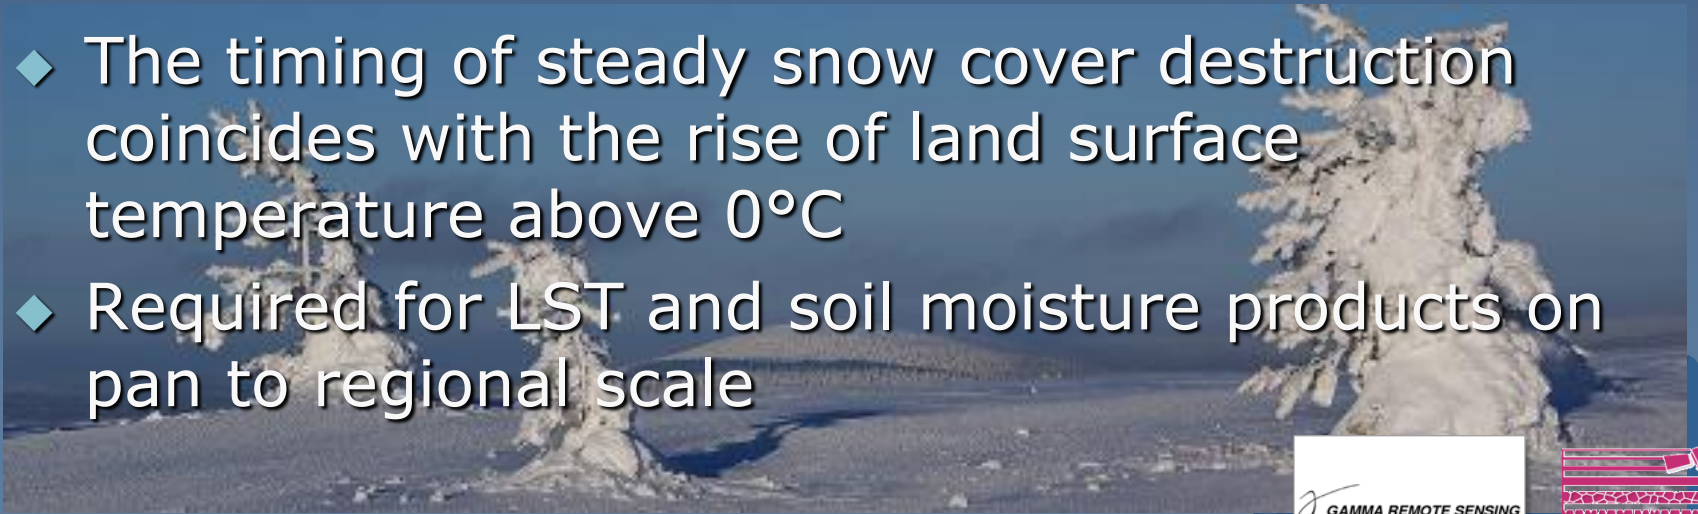 The timing of steady snow cover destruction
coincides with the rise of land surface
temperature above 0°C
Required for LST and soil moisture products on
pan to regional scale
GAMMA REMOTE SENSING